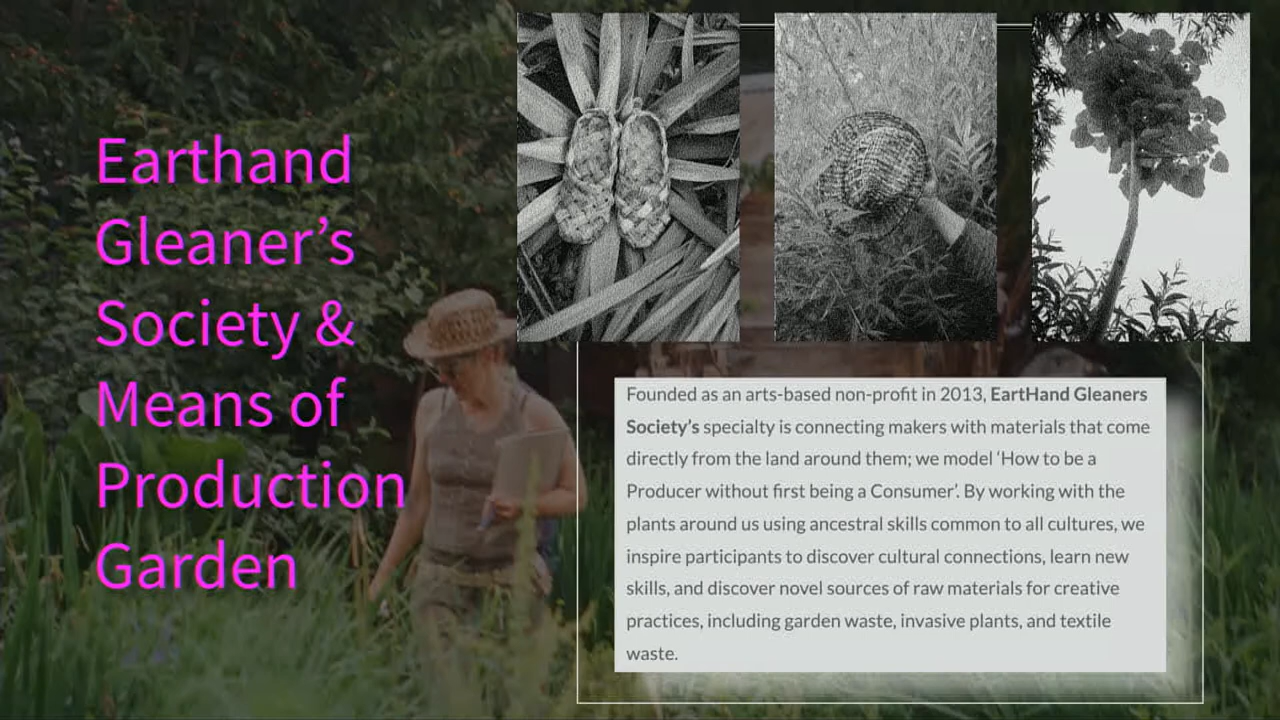 Earthand
Gleaner’s
Society &
Means of
Production
Garden
Founded as an arts-based non-profit in 2013, EartHand Gleaners
Society’s specialty is connecting makers with materials that come
directly from the land around them; we model ‘How to be a
Producer without first being a Consumer’. By working with the
plants around us using ancestral skills common to all cultures, we
inspire participants to discover cultural connections, learn new
skills, and discover novel sources of raw materials for creative
practices, including garden waste, invasive plants, and textile
waste.